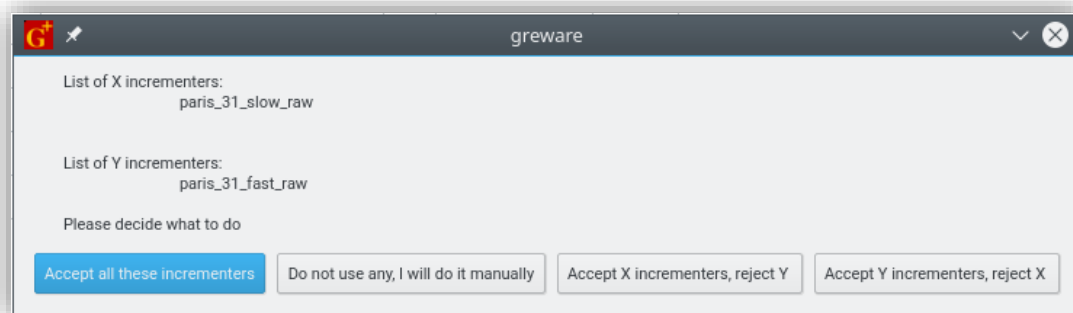 G+
greware
List of X incrementers:
paris_31_slow_raw
List of Y incrementers:
paris_31_fast_raw
Please decide what to do
Accept all these incrementers
Do not use any, I will do it manually
Accept X incrementers, reject Y
Accept Y incrementers, reject X